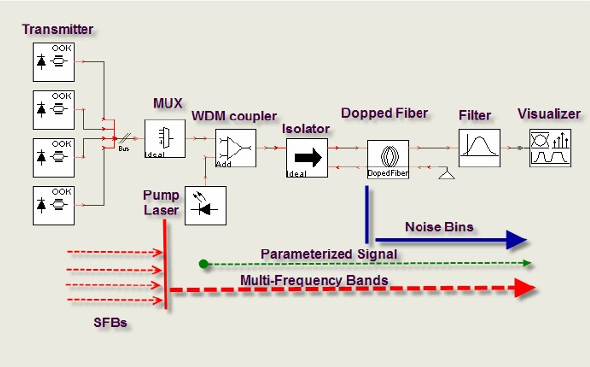 Transmitter
OOK
OOK
OOK
OOK
Bus
MUX
Ideal
WDM coupler
Add
Isolator
Ideal
Dopped Fiber
DopedFiber
Filter
Visualizer
Pump
Laser
Noise Bins
Parameterized Signal
Multi-Frequency Bands
SFBs